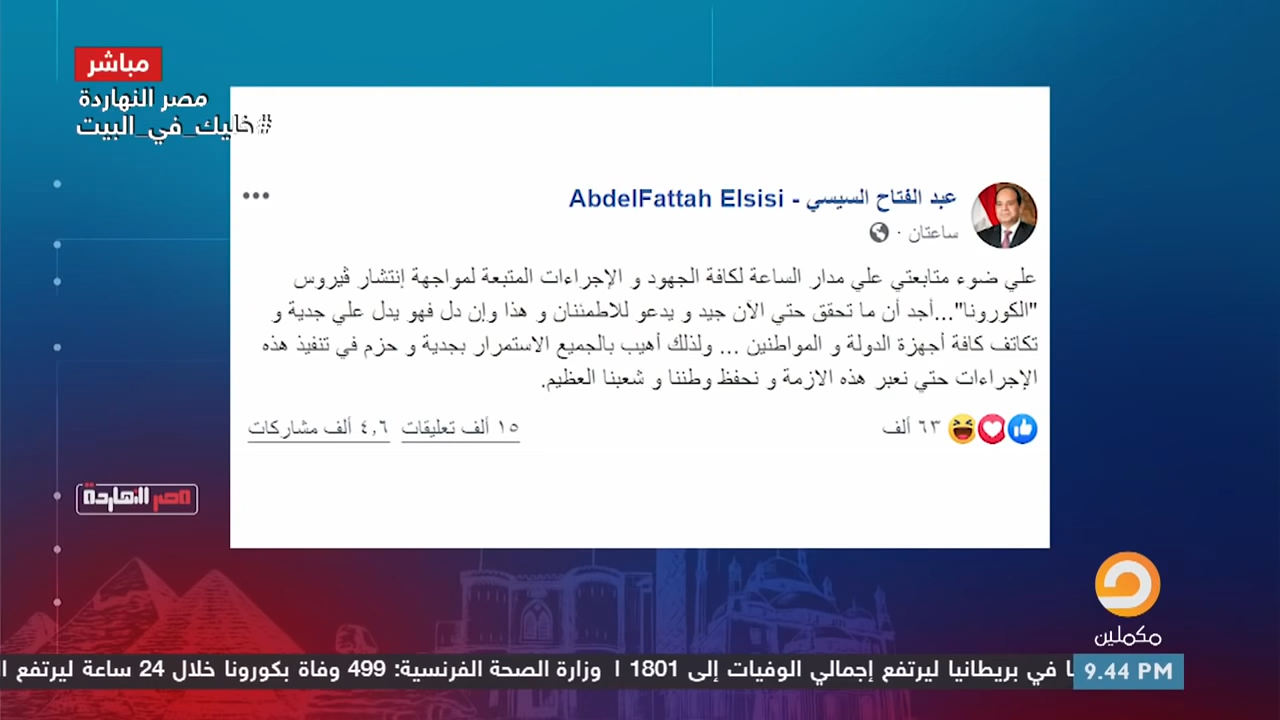 مباشر
مصر النهاردة
#خليك_في_البيت
عبد الفتاح السيسي - AbdelFattah Elsisi
ساعتان ·
علي ضوء متابعتي علي مدار الساعة لكافة الجهود و الإجراءات المتبعة لمواجهة إنتشار ڤيروس
"الكورونا"...أجد أن ما تحقق حتي الآن جيد و يدعو للاطمئنان و هذا وإن دل فهو يدل علي جدية و
تكاتف كافة أجهزة الدولة و المواطنين ... ولذلك أهيب بالجميع الاستمرار بجدية و حزم في تنفيذ هذه
الإجراءات حتي نعبر هذه الازمة و نحفظ وطننا و شعبنا العظيم.
٦٣ ألف
١٥ ألف تعليقات ٤,٦ ألف مشاركات
مصر النهاردة
مكملين
في بريطانيا ليرتفع إجمالي الوفيات إلى 1801 | وزارة الصحة الفرنسية: 499 وفاة بكورونا خلال 24 ساعة ليرتفع
9.44 PM